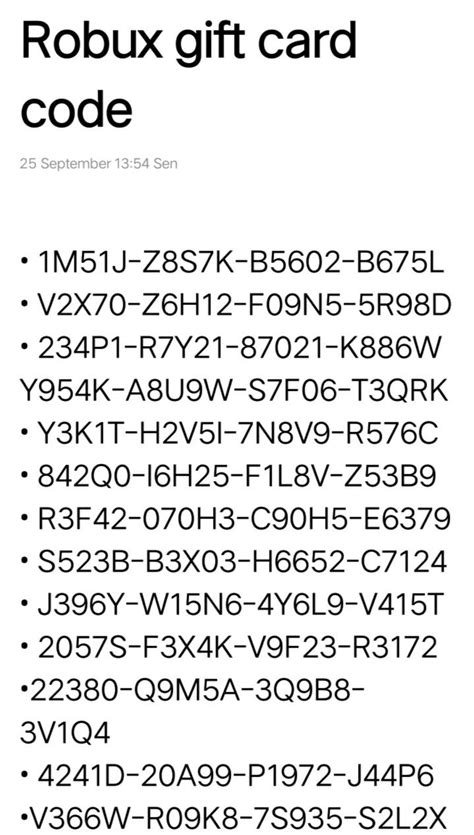 Robux gift card
code
25 September 13:54 Sen
• 1M51J-Z8S7K-B5602-B675L
• V2X70-Z6H12-F09N5-5R98D
• 234P1-R7Y21-87021-K886W
Y954K-A8U9W-S7F06-T3QRK
• Y3K1T-H2V5I-7N8V9-R576C
• 842Q0-I6H25-F1L8V-Z53B9
• R3F42-070H3-C90H5-E6379
• S523B-B3X03-H6652-C7124
• J396Y-W15N6-4Y6L9-V415T
• 2057S-F3X4K-V9F23-R3172
•22380-Q9M5A-3Q9B8-
3V1Q4
• 4241D-20A99-P1972-J44P6
•V366W-R09K8-7S935-S2L2X